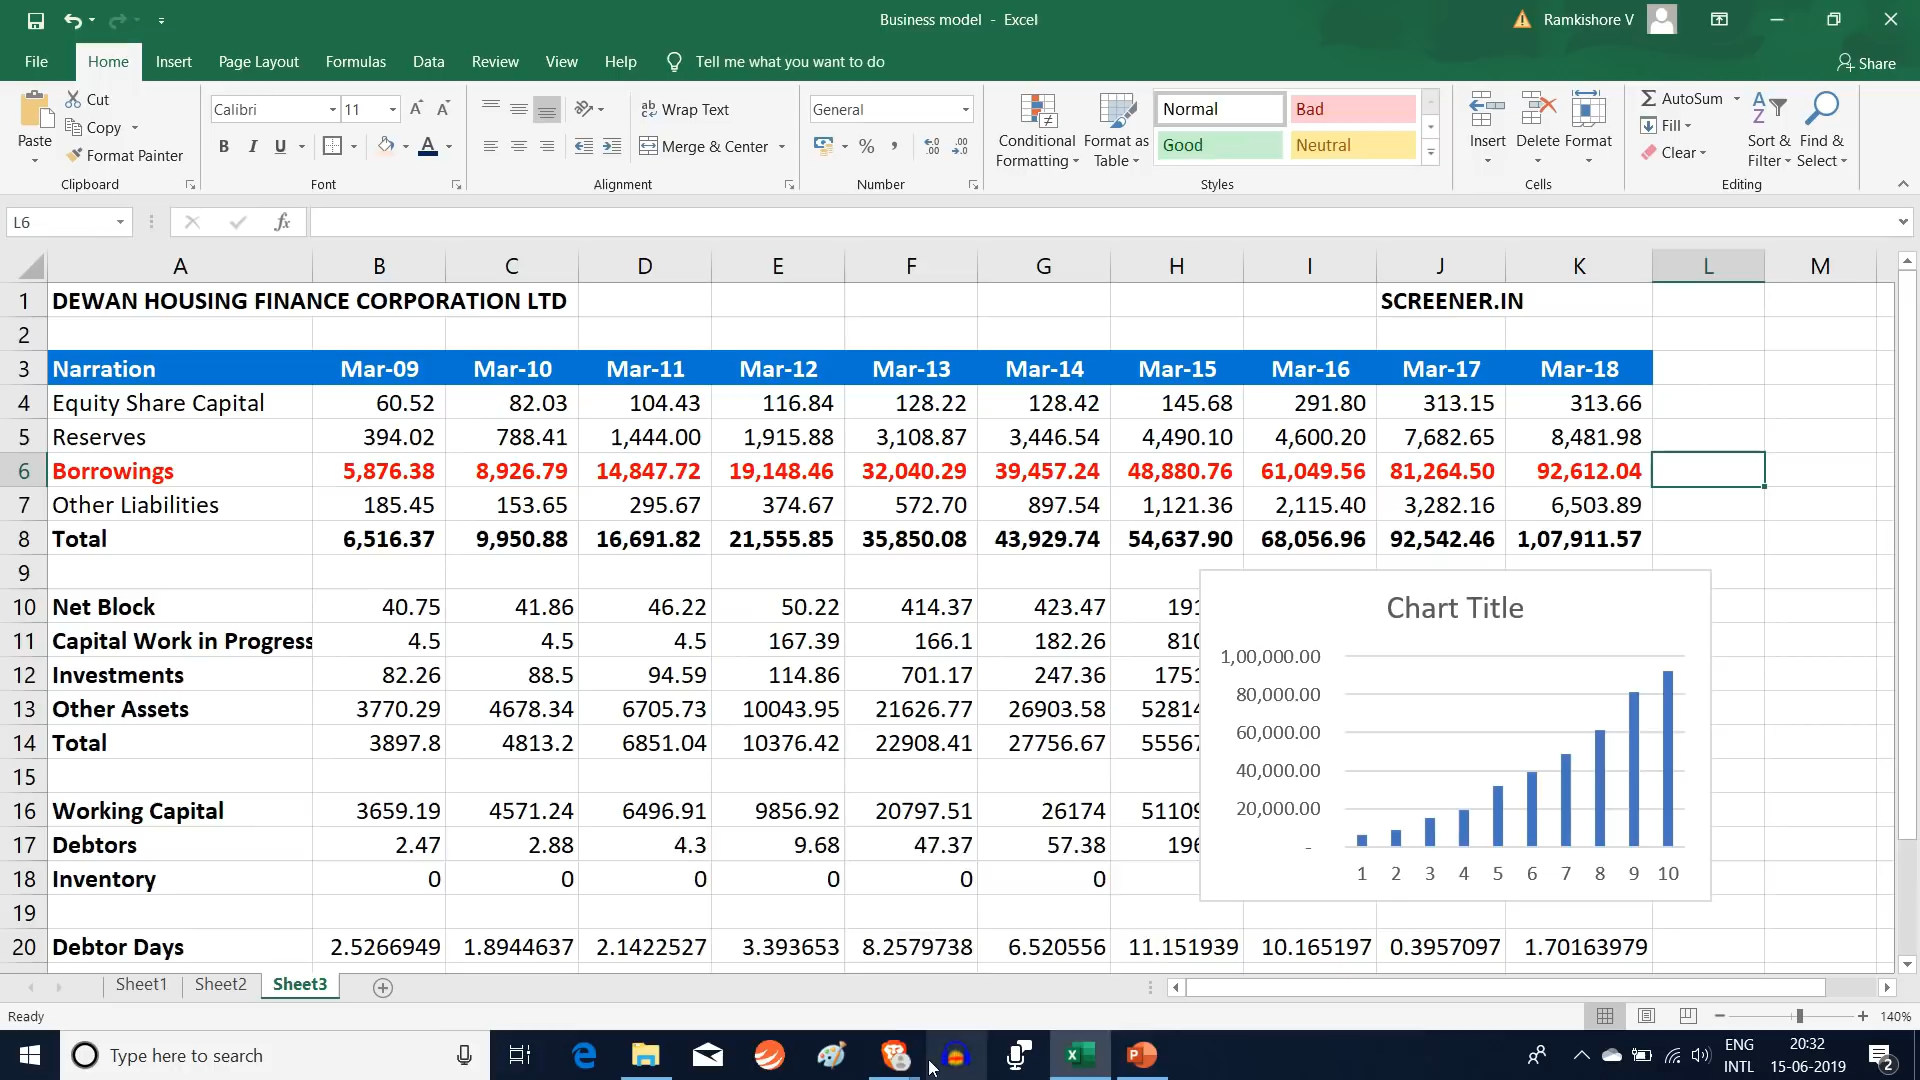 Business model - Excel
Ramkishore V
File Home Insert Page Layout Formulas Data Review View Help Tell me what you want to do
Share
Paste
Cut
Copy
Format Painter
Clipboard
Calibri 11
B I U
Font
Wrap Text
Merge & Center
Alignment
General
Number
Conditional Formatting
Format as Table
Normal Bad
Good Neutral
Styles
Insert Delete Format
Cells
AutoSum
Fill
Clear
Sort & Filter
Find & Select
Editing
L6
A B C D E F G H I J K L M
1 DEWAN HOUSING FINANCE CORPORATION LTD SCREENER.IN
2
3 Narration Mar-09 Mar-10 Mar-11 Mar-12 Mar-13 Mar-14 Mar-15 Mar-16 Mar-17 Mar-18
4 Equity Share Capital 60.52 82.03 104.43 116.84 128.22 128.42 145.68 291.80 313.15 313.66
5 Reserves 394.02 788.41 1,444.00 1,915.88 3,108.87 3,446.54 4,490.10 4,600.20 7,682.65 8,481.98
6 Borrowings 5,876.38 8,926.79 14,847.72 19,148.46 32,040.29 39,457.24 48,880.76 61,049.56 81,264.50 92,612.04
7 Other Liabilities 185.45 153.65 295.67 374.67 572.70 897.54 1,121.36 2,115.40 3,282.16 6,503.89
8 Total 6,516.37 9,950.88 16,691.82 21,555.85 35,850.08 43,929.74 54,637.90 68,056.96 92,542.46 1,07,911.57
9
10 Net Block 40.75 41.86 46.22 50.22 414.37 423.47 191
11 Capital Work in Progress 4.5 4.5 4.5 167.39 166.1 182.26 810
12 Investments 82.26 88.5 94.59 114.86 701.17 247.36 1751
13 Other Assets 3770.29 4678.34 6705.73 10043.95 21626.77 26903.58 52814
14 Total 3897.8 4813.2 6851.04 10376.42 22908.41 27756.67 55567
15
16 Working Capital 3659.19 4571.24 6496.91 9856.92 20797.51 26174 51109
17 Debtors 2.47 2.88 4.3 9.68 47.37 57.38 196
18 Inventory 0 0 0 0 0 0
19
20 Debtor Days 2.5266949 1.8944637 2.1422527 3.393653 8.2579738 6.520556 11.151939 10.165197 0.3957097 1.70163979
Chart Title
1,00,000.00
80,000.00
60,000.00
40,000.00
20,000.00
-
1 2 3 4 5 6 7 8 9 10
Sheet1 Sheet2 Sheet3
Ready
140%
Type here to search
ENG
INTL
20:32
15-06-2019
2